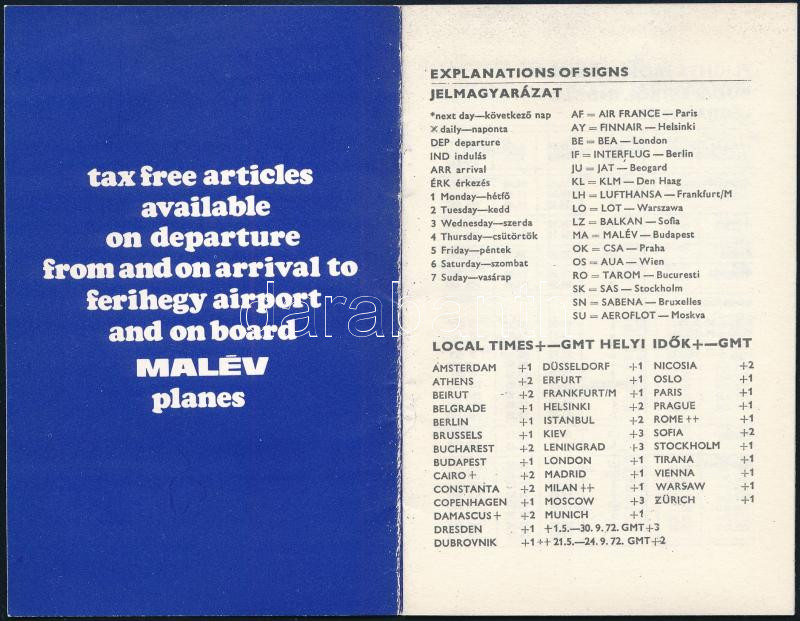 tax free articles
available
on departure
from and on arrival to
ferihegy airport
and on board
MALÉV
planes
EXPLANATIONS OF SIGNS
JELMAGYARÁZAT
*next day—következő nap
× daily—naponta
DEP departure
IND indulás
ARR arrival
ÉRK érkezés
1 Monday—hétfő
2 Tuesday—kedd
3 Wednesday—szerda
4 Thursday—csütörtök
5 Friday—péntek
6 Saturday—szombat
7 Suday—vasárap
AF = AIR FRANCE — Paris
AY = FINNAIR — Helsinki
BE = BEA — London
IF = INTERFLUG — Berlin
JU = JAT — Beogard
KL = KLM — Den Haag
LH = LUFTHANSA — Frankfurt/M
LO = LOT — Warszawa
LZ = BALKAN — Sofia
MA = MALÉV — Budapest
OK = CSA — Praha
OS = AUA — Wien
RO = TAROM — Bucuresti
SK = SAS — Stockholm
SN = SABENA — Bruxelles
SU = AEROFLOT — Moskva
LOCAL TIMES+—GMT HELYI IDŐK+—GMT
AMSTERDAM +1
ATHENS +2
BEIRUT +2
BELGRADE +1
BERLIN +1
BRUSSELS +1
BUCHAREST +2
BUDAPEST +1
CAIRO+ +2
CONSTANTA +2
COPENHAGEN +1
DAMASCUS+ +2
DRESDEN +1
DUBROVNIK +1
DÜSSELDORF +1
ERFURT +1
FRANKFURT/M +1
HELSINKI +2
ISTANBUL +2
KIEV +3
LENINGRAD +3
LONDON +1
MADRID +1
MILAN ++ +1
MOSCOW +3
MUNICH +1
+1.5.—30. 9. 72. GMT+3
++ 21.5.—24. 9. 72. GMT+2
NICOSIA +2
OSLO +1
PARIS +1
PRAGUE +1
ROME ++ +1
SOFIA +2
STOCKHOLM +1
TIRANA +1
VIENNA +1
WARSAW +1
ZÜRICH +1